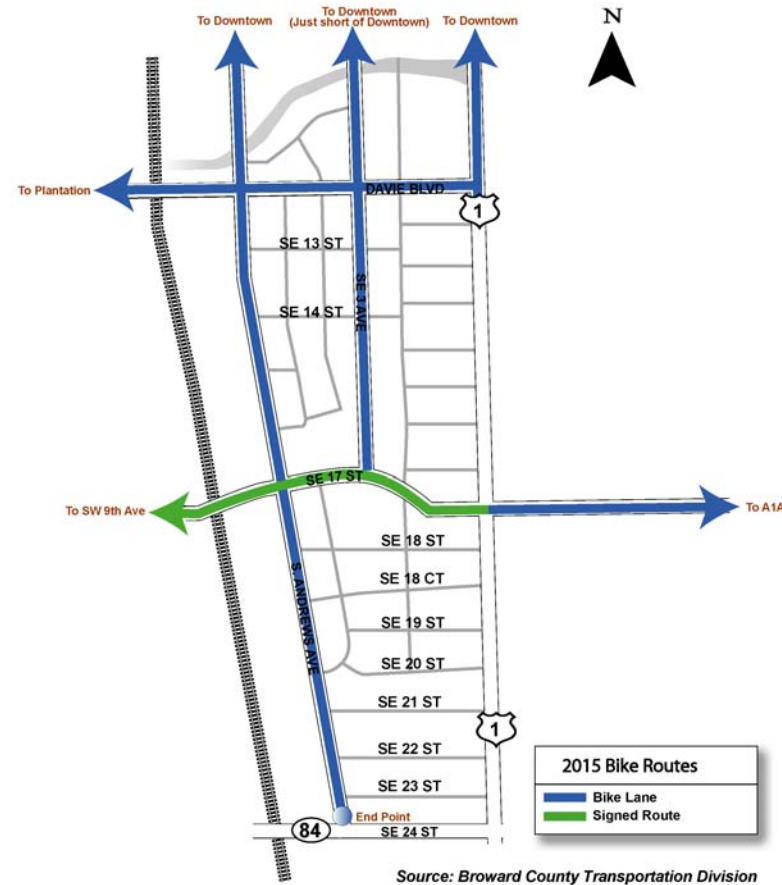 To Downtown
To Downtown
(Just short of Downtown)
To Downtown
N
To Plantation
DAVIE BLVD
1
SE 13 ST
SE 3 AVE
SE 14 ST
SE 17 ST
To SW 9th Ave
To A1A
SE 18 ST
S. ANDREWS AVE
SE 18 CT
SE 19 ST
SE 20 ST
SE 21 ST
1
SE 22 ST
2015 Bike Routes
SE 23 ST
Bike Lane
Signed Route
End Point
84
SE 24 ST
Source: Broward County Transportation Division